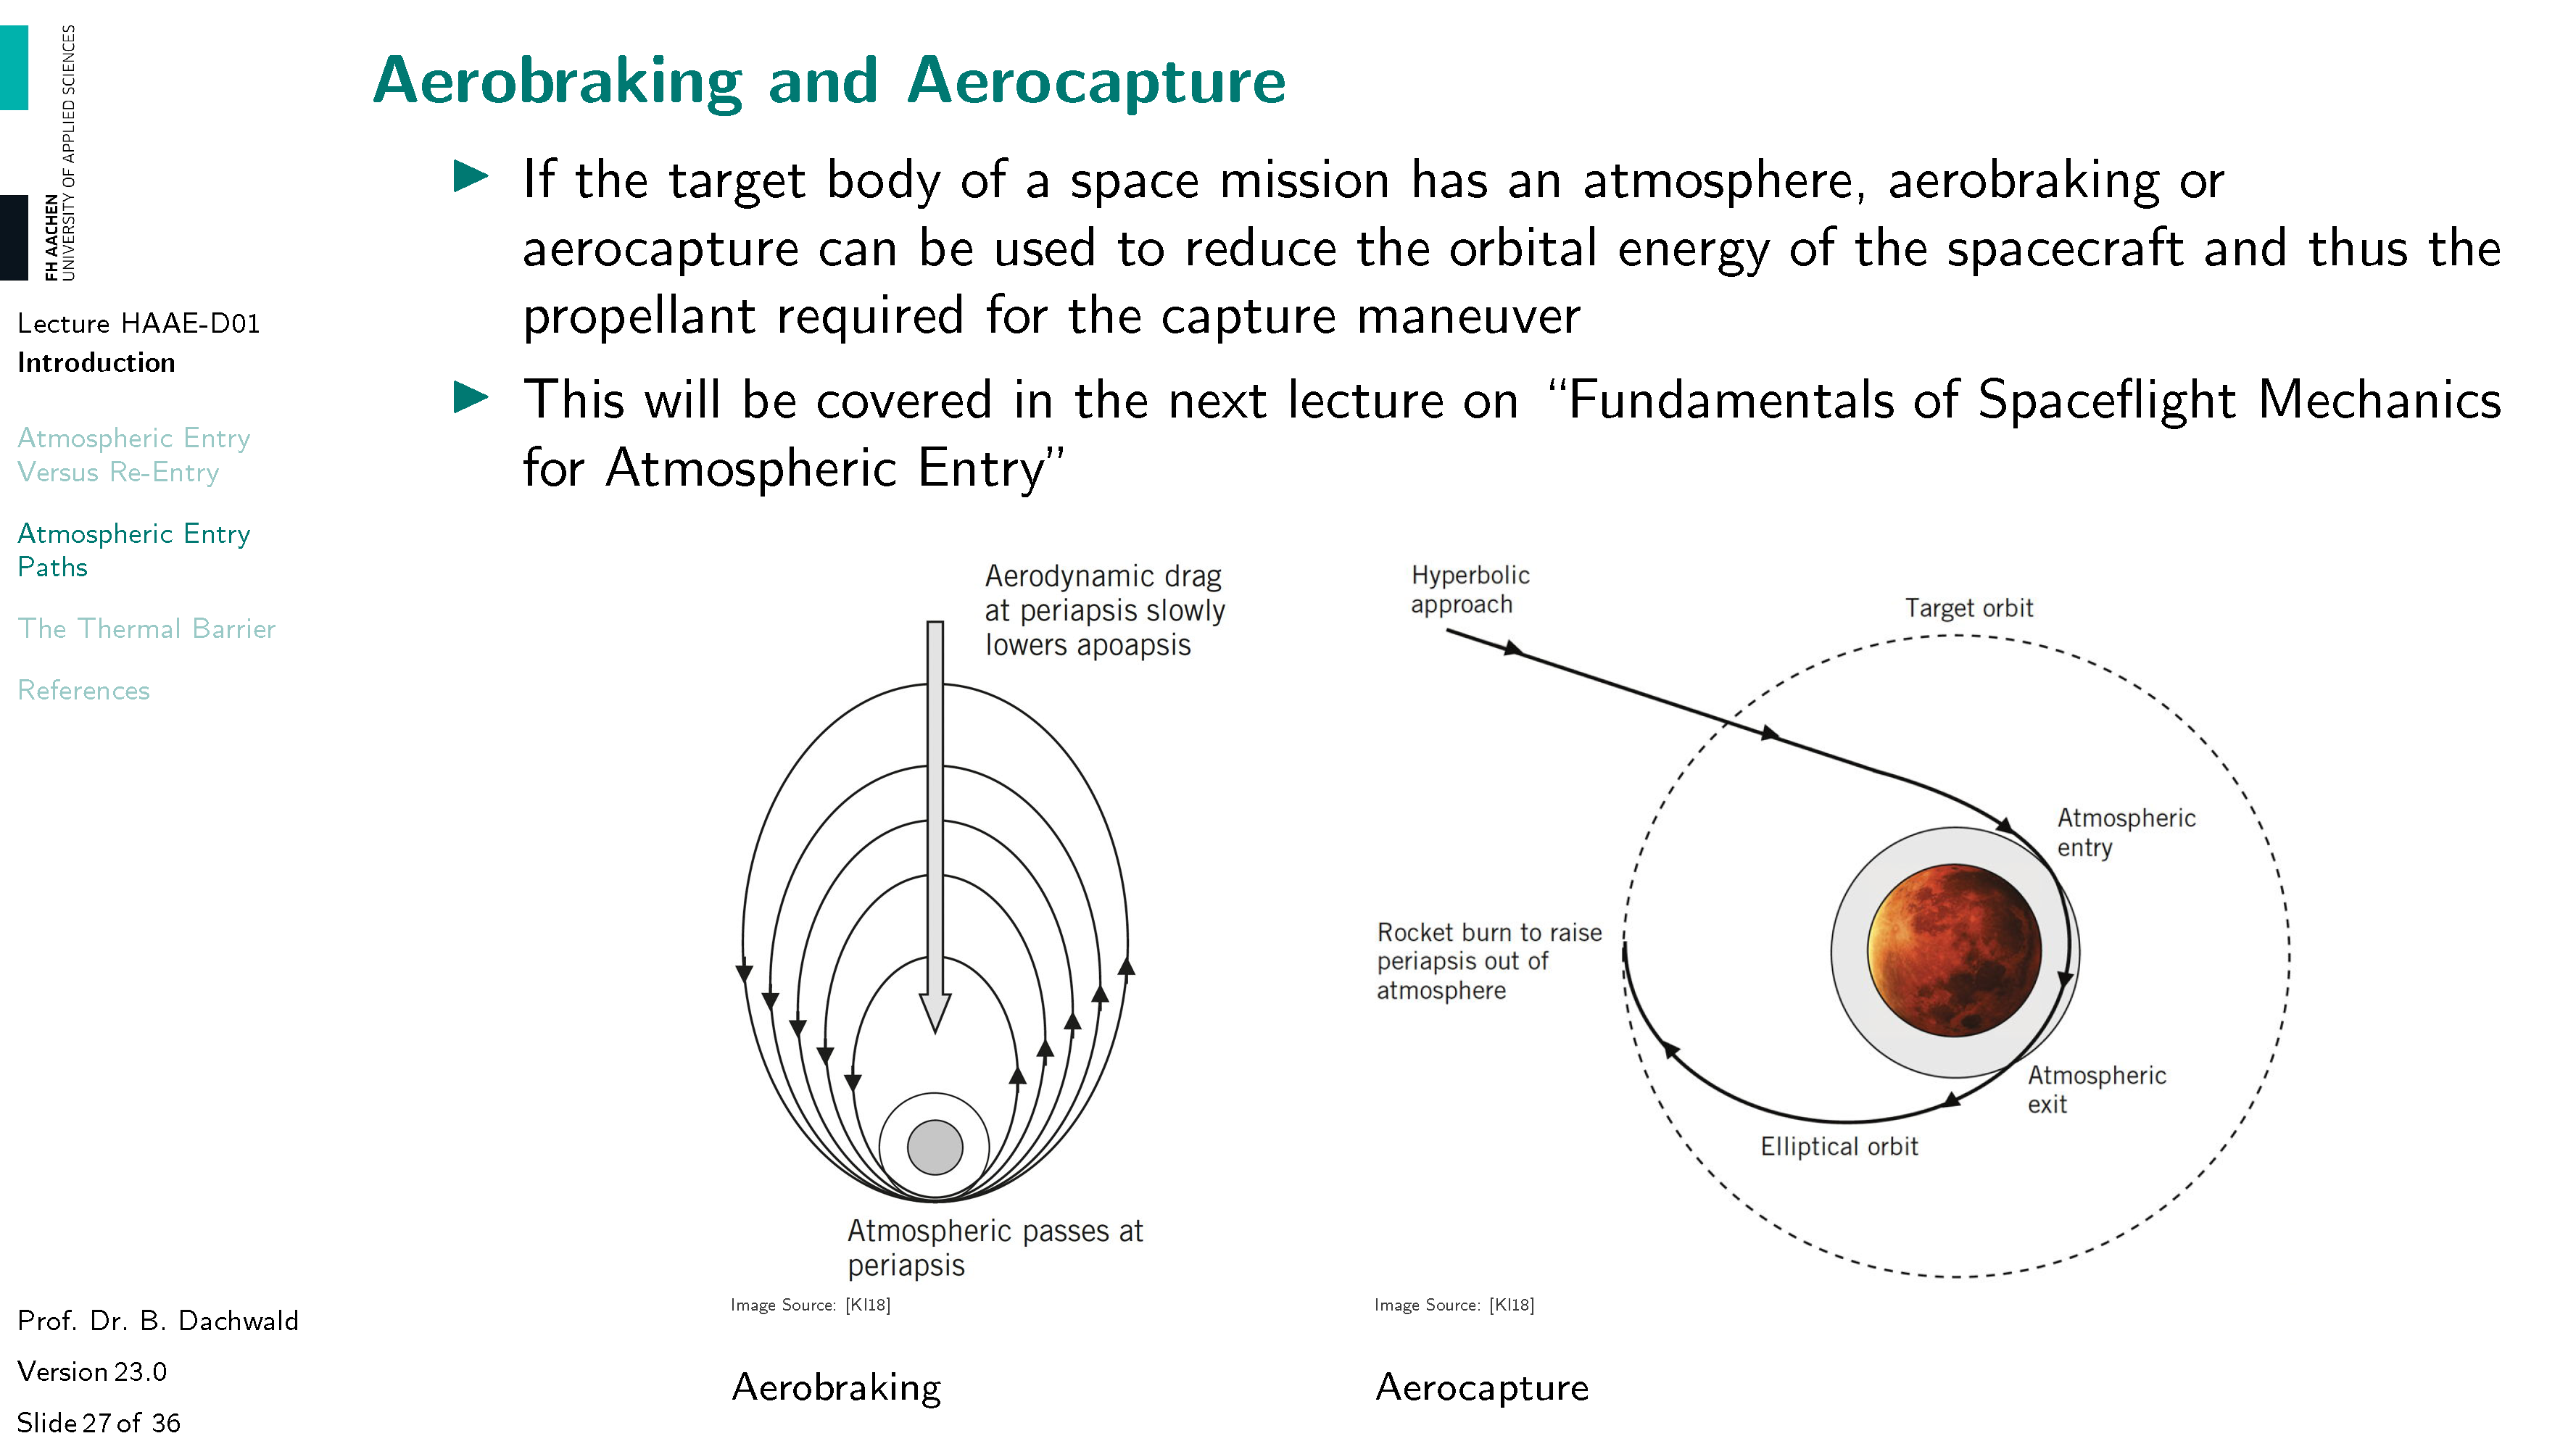 FH AACHEN
UNIVERSITY OF APPLIED SCIENCES
Lecture HAAE-D01
Introduction
Atmospheric Entry
Versus Re-Entry
Atmospheric Entry
Paths
The Thermal Barrier
References
Prof. Dr. B. Dachwald
Version 23.0
Slide 27 of 36
Aerobraking and Aerocapture
If the target body of a space mission has an atmosphere, aerobraking or
aerocapture can be used to reduce the orbital energy of the spacecraft and thus the
propellant required for the capture maneuver
This will be covered in the next lecture on “Fundamentals of Spaceflight Mechanics
for Atmospheric Entry”
Aerodynamic drag
at periapsis slowly
lowers apoapsis
Atmospheric passes at
periapsis
Image Source: [KI18]
Aerobraking
Hyperbolic
approach
Target orbit
Atmospheric
entry
Rocket burn to raise
periapsis out of
atmosphere
Atmospheric
exit
Elliptical orbit
Image Source: [KI18]
Aerocapture